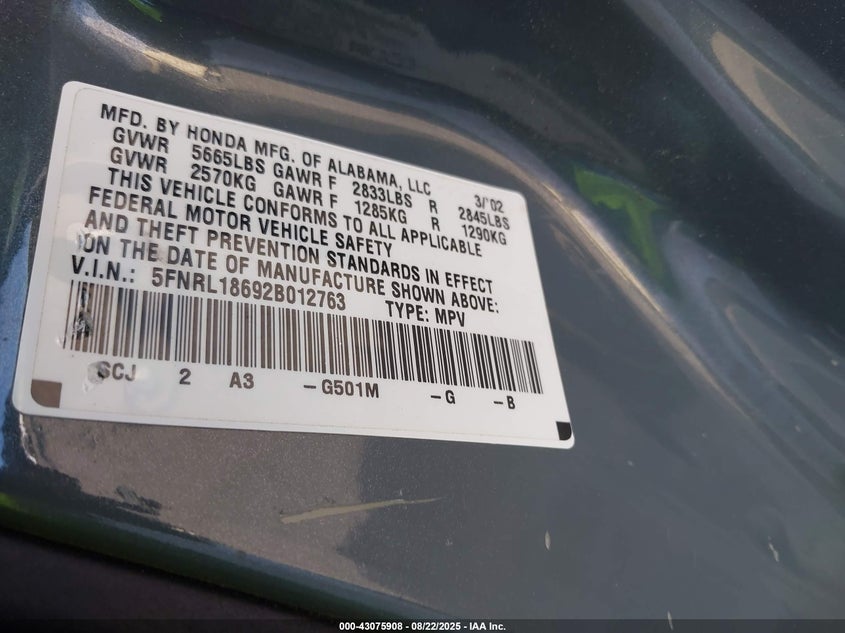 MFD. BY HONDA MFG. OF ALABAMA, LLC 3/'02
GVWR 5665LBS GAWR F 2833LBS R 2845LBS
GVWR 2570KG GAWR F 1285KG R 1290KG
THIS VEHICLE CONFORMS TO ALL APPLICABLE
FEDERAL MOTOR VEHICLE SAFETY
AND THEFT PREVENTION STANDARDS IN EFFECT
ON THE DATE OF MANUFACTURE SHOWN ABOVE:
V.I.N.: 5FNRL18692B012763 TYPE: MPV
SCJ 2 A3 -G501M -G -B
000-43075908 - 08/22/2025 - IAA Inc.